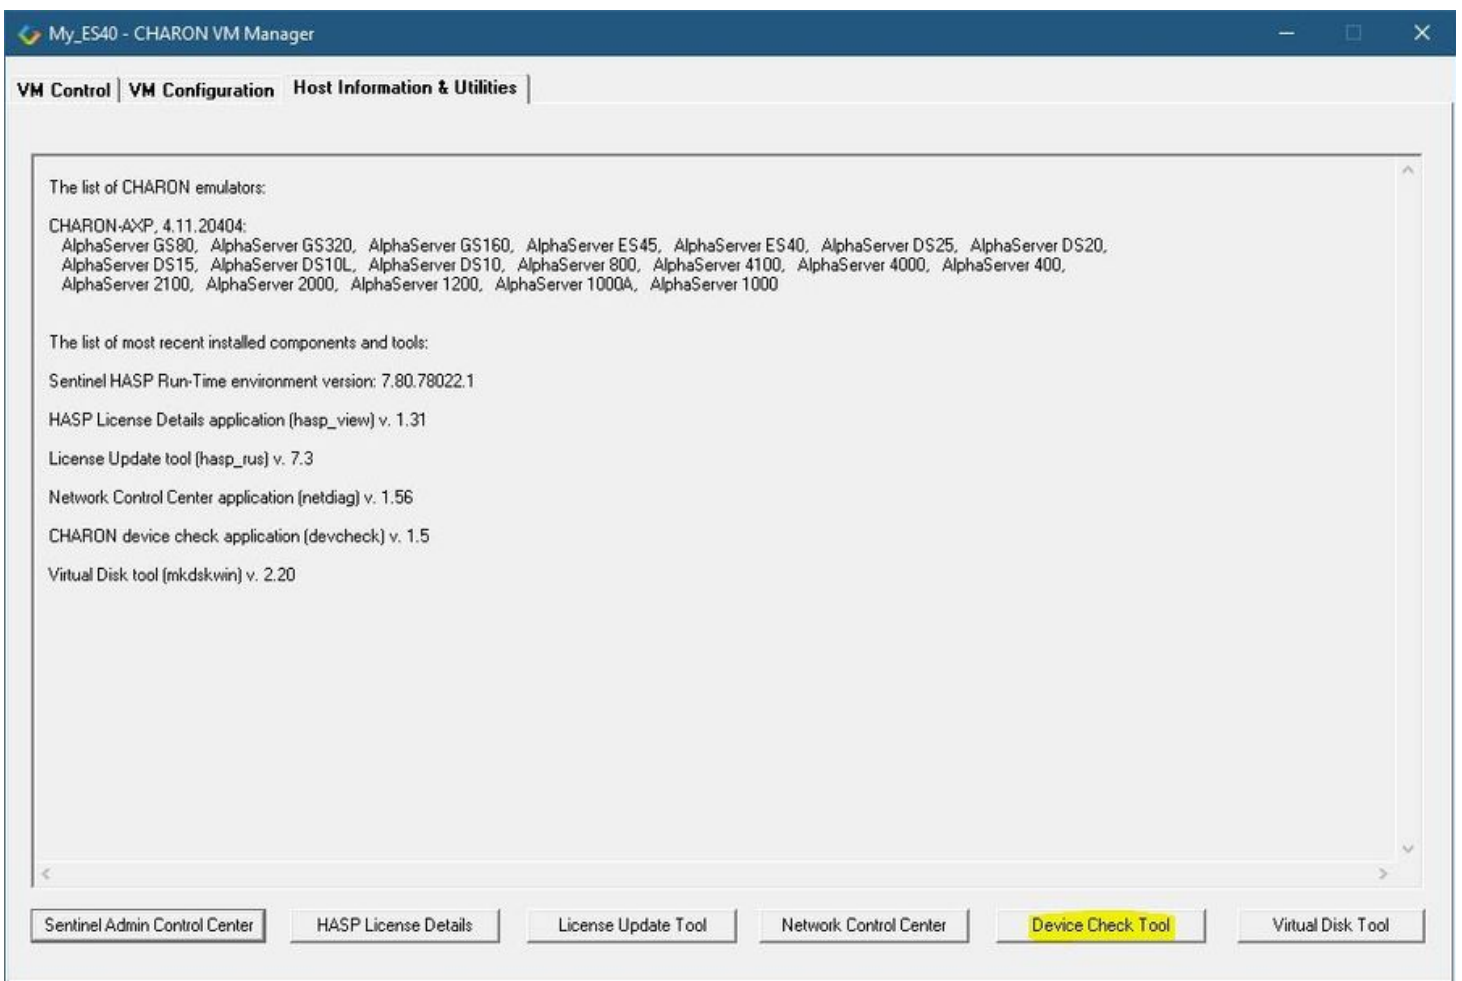 My_ES40 - CHARON VM Manager
VM Control VM Configuration Host Information & Utilities
The list of CHARON emulators:
CHARON-AXP, 4.11.20404:
AlphaServer GS80, AlphaServer GS320, AlphaServer GS160, AlphaServer ES45, AlphaServer ES40, AlphaServer DS25, AlphaServer DS20,
AlphaServer DS15, AlphaServer DS10L, AlphaServer DS10, AlphaServer 800, AlphaServer 4100, AlphaServer 4000, AlphaServer 400,
AlphaServer 2100, AlphaServer 2000, AlphaServer 1200, AlphaServer 1000A, AlphaServer 1000
The list of most recent installed components and tools:
Sentinel HASP Run-Time environment version: 7.80.78022.1
HASP License Details application (hasp_view) v. 1.31
License Update tool (hasp_rus) v. 7.3
Network Control Center application (netdiag) v. 1.56
CHARON device check application (devcheck) v. 1.5
Virtual Disk tool (mkdskwin) v. 2.20
Sentinel Admin Control Center HASP License Details License Update Tool Network Control Center Device Check Tool Virtual Disk Tool